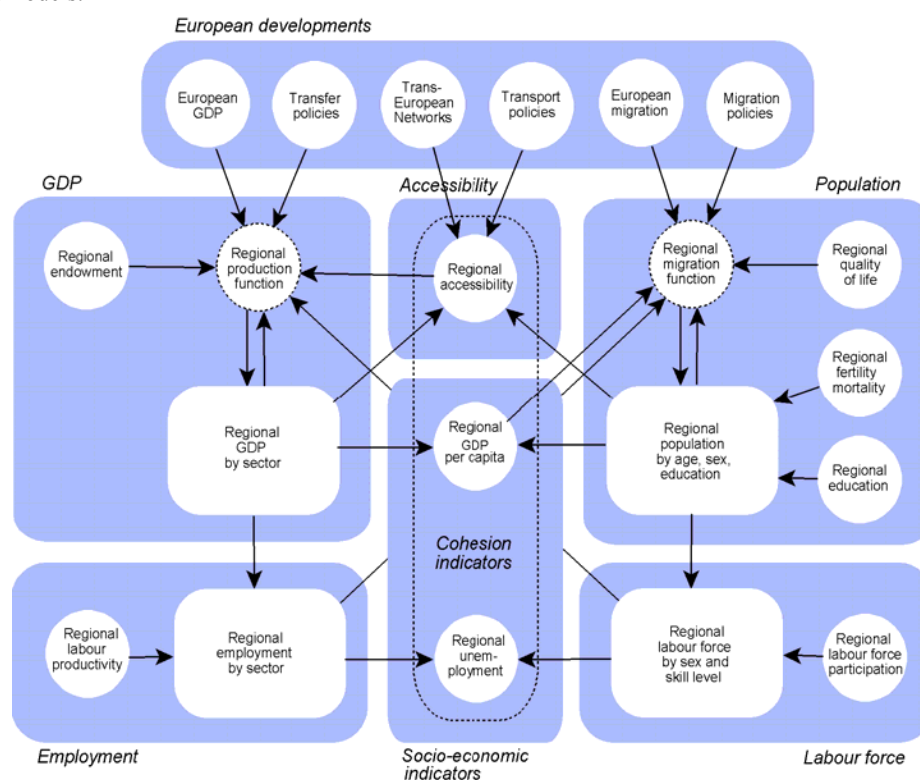 European developments
European
GDP
Transfer
policies
Trans-
European
Networks
Transport
policies
European
migration
Migration
policies
GDP
Accessibility
Population
Regional
endowment
Regional
production
function
Regional
accessibility
Regional
migration
function
Regional
quality
of life
Regional
fertility
mortality
Regional
GDP
by sector
Regional
GDP
per capita
Regional
population
by age, sex,
education
Regional
education
Cohesion
indicators
Regional
labour
productivity
Regional
employment
by sector
Regional
unem-
ployment
Regional
labour force
by sex and
skill level
Regional
labour force
participation
Employment
Socio-economic
indicators
Labour force